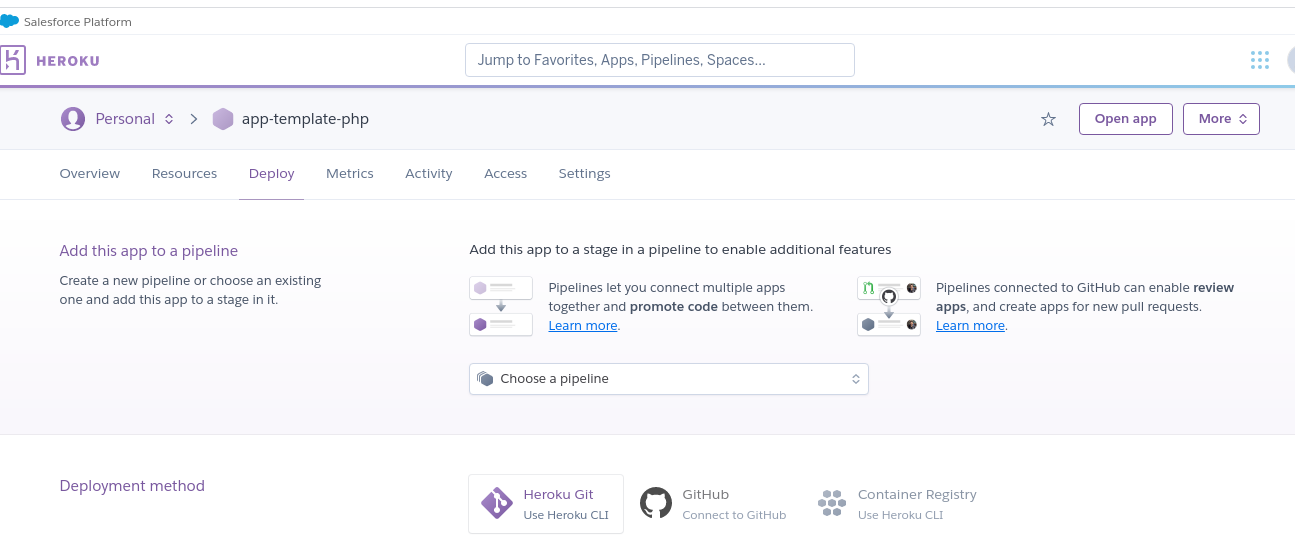 Salesforce Platform
HEROKU
Jump to Favorites, Apps, Pipelines, Spaces...
Personal
app-template-php
Open app
More
Overview
Resources
Deploy
Metrics
Activity
Access
Settings
Add this app to a pipeline
Create a new pipeline or choose an existing
one and add this app to a stage in it.
Add this app to a stage in a pipeline to enable additional features
Pipelines let you connect multiple apps
together and promote code between them.
Learn more.
Pipelines connected to GitHub can enable review
apps, and create apps for new pull requests.
Learn more.
Choose a pipeline
Deployment method
Heroku Git
Use Heroku CLI
GitHub
Connect to GitHub
Container Registry
Use Heroku CLI